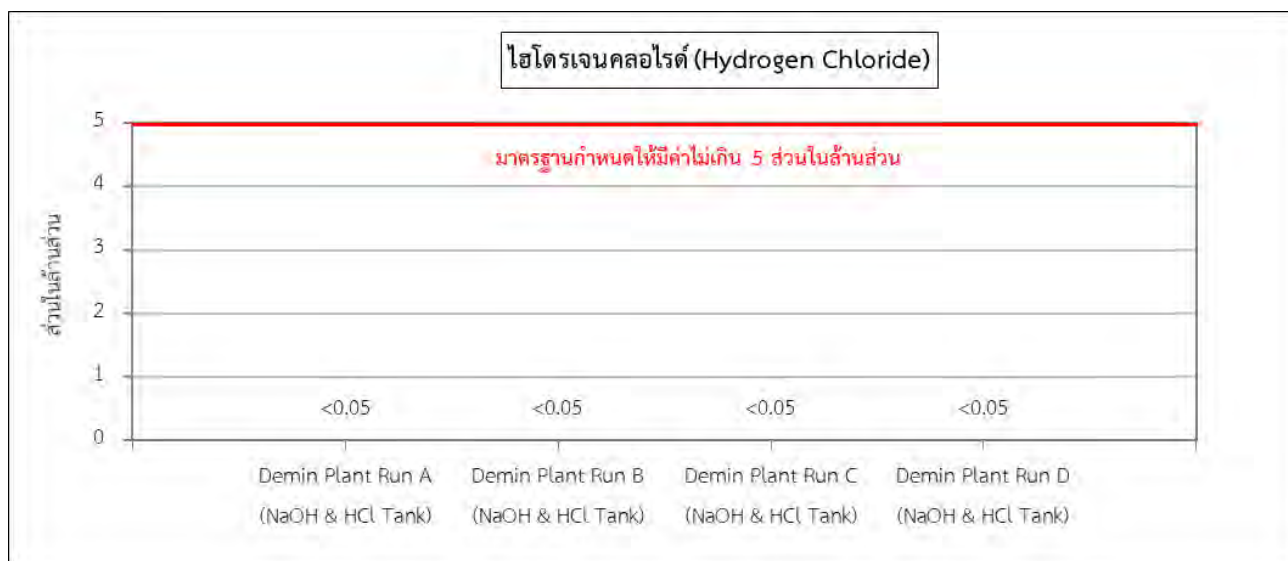 ไฮโดรเจนคลอไรด์ (Hydrogen Chloride)
มาตรฐานกำหนดให้มีค่าไม่เกิน 5 ส่วนในล้านส่วน
ส่วนในล้านส่วน
5
4
3
2
1
0
<0.05 <0.05 <0.05 <0.05
Demin Plant Run A Demin Plant Run B Demin Plant Run C Demin Plant Run D
(NaOH & HCl Tank) (NaOH & HCl Tank) (NaOH & HCl Tank) (NaOH & HCl Tank)